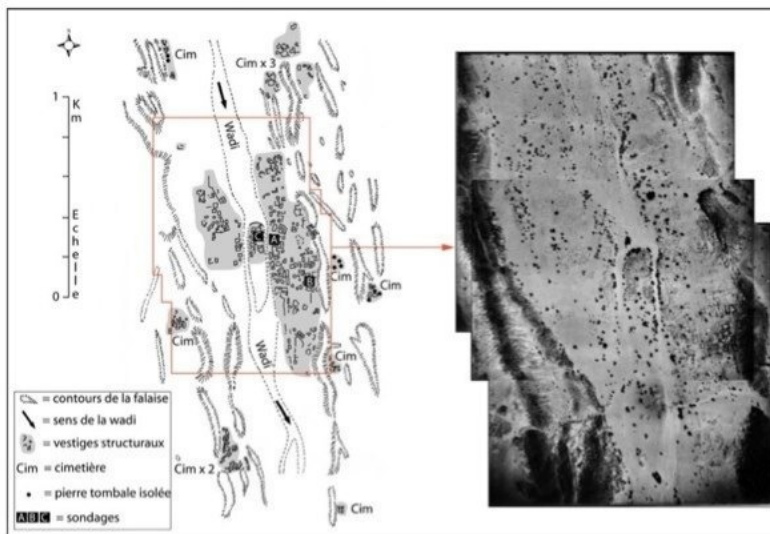 Cim
Cim x 3
1
Km
Echelle
0
Wadi
C
A
B
Cim
Cim
Cim
Cim
Wadi
Cim x 2
Cim
= contours de la falaise
= sens de la wadi
= vestiges structuraux
Cim = cimetière
= pierre tombale isolée
A B C = sondages